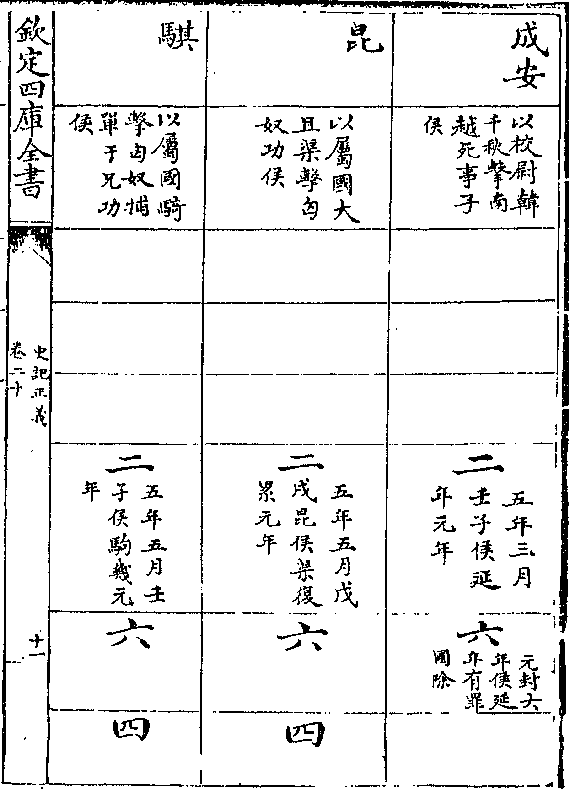 成安
以校尉韓
千秋擊南
越死事子
侯
二
五年三月
壬子侯延
年元年
六
元封六
年侯延
年有罪
國除
昆
以屬國大
且渠擊匈
奴功侯
二
五年五月戊
戌昆侯渠復
累元年
六
四
騏
以屬國騎
擊匈奴捕
單于兄功
侯
二
五年五月壬
子侯駒幾元
年
六
四
欽定四庫全書
史記正義
卷二十
十一